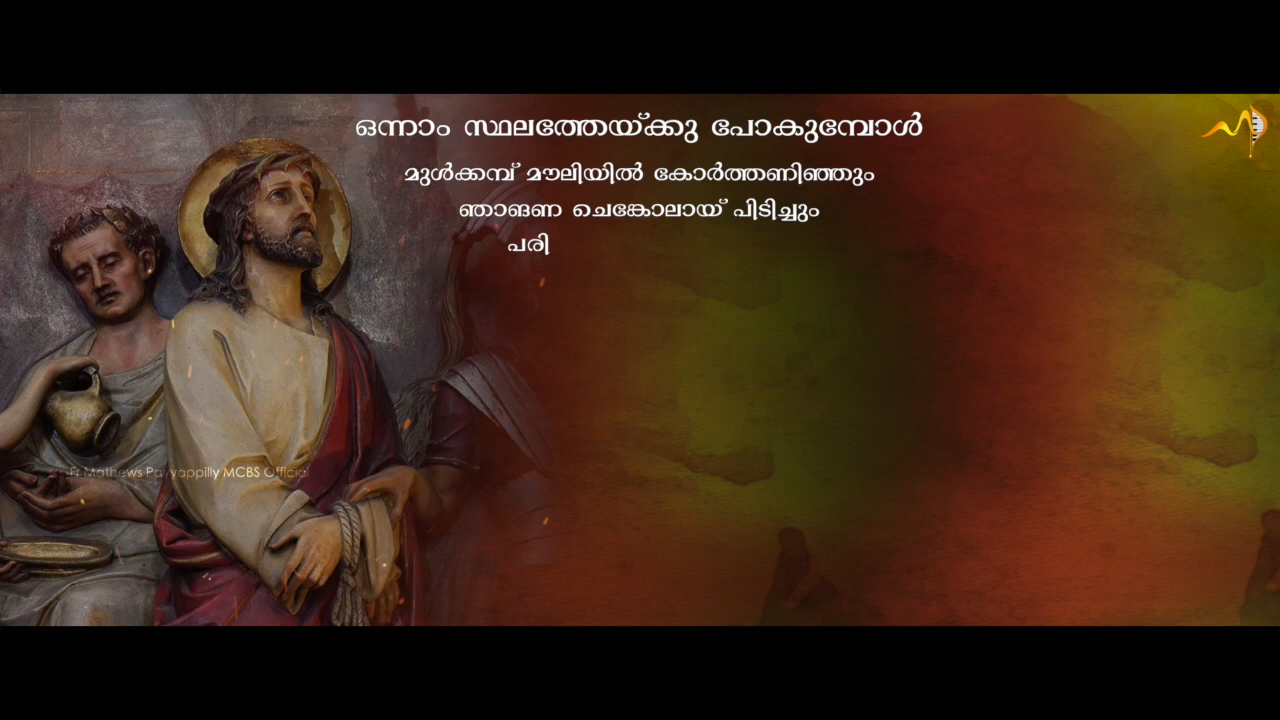 ഒന്നാം സ്ഥലത്തേയ്ക്കു പോകുമ്പോൾ
മുൾക്കമ്പ് മൗലിയിൽ കോർത്തണിഞ്ഞും
ഞാങണ ചെങ്കോലായ് പിടിച്ചും
പരി
Fr Mathews Payyappilly MCBS Official